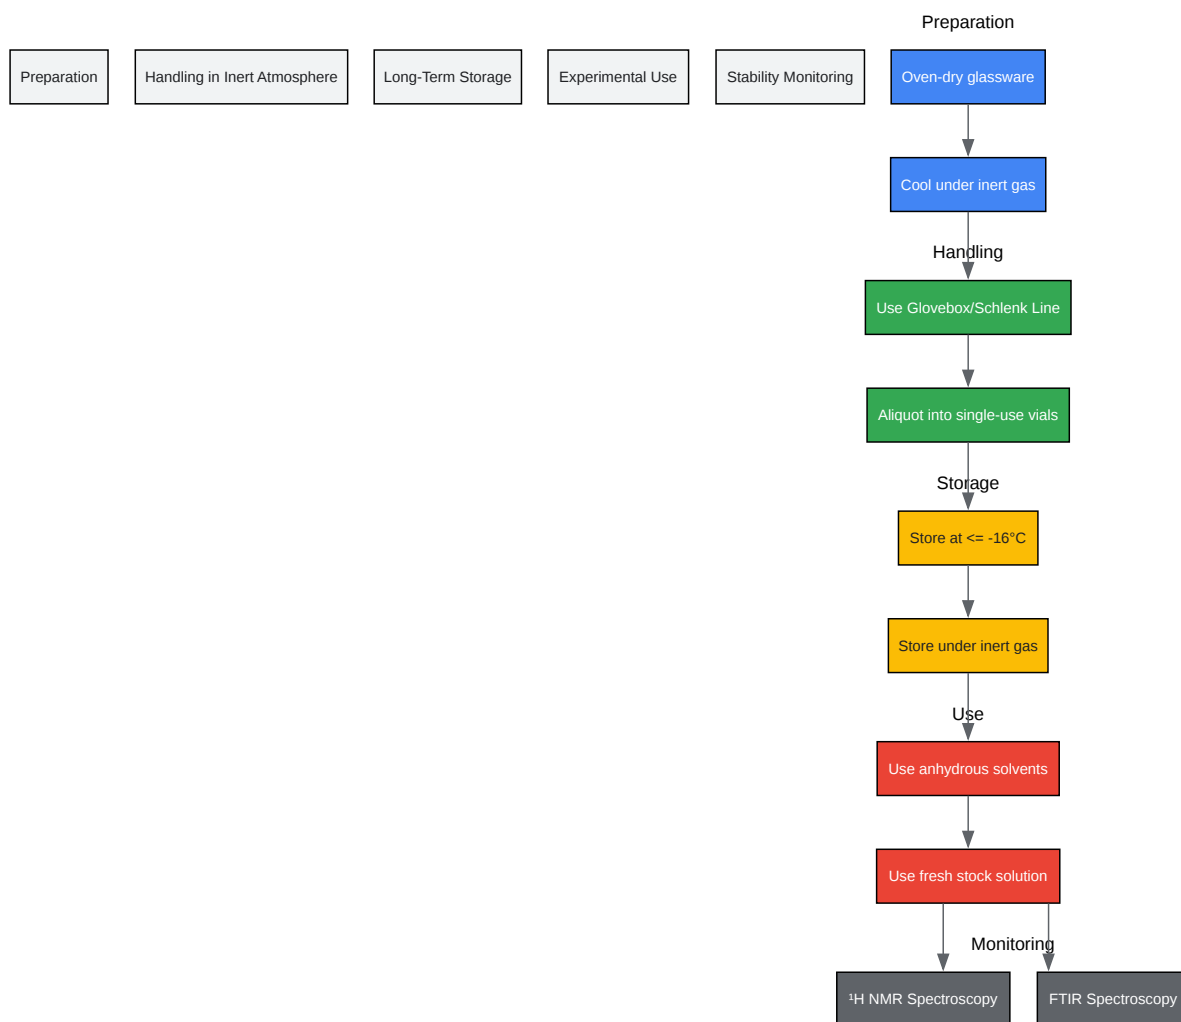 Preparation
Preparation
Handling in Inert Atmosphere
Long-Term Storage
Experimental Use
Stability Monitoring
Oven-dry glassware
Cool under inert gas
Handling
Use Glovebox/Schlenk Line
Aliquot into single-use vials
Storage
Store at <= -16°C
Store under inert gas
Use
Use anhydrous solvents
Use fresh stock solution
Monitoring
¹H NMR Spectroscopy
FTIR Spectroscopy